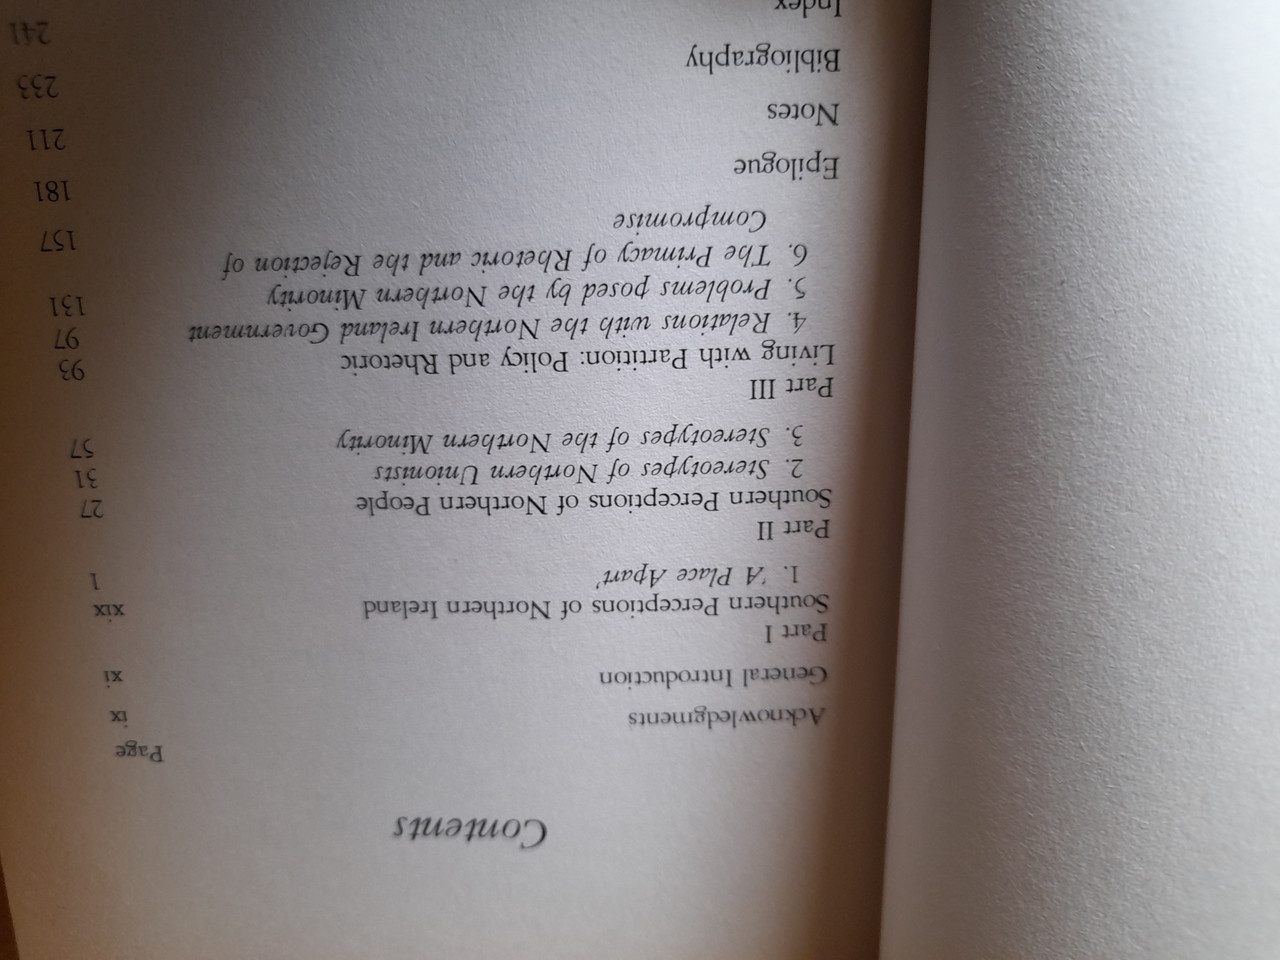 Contents
Page
Acknowledgments ix
General Introduction xi
Part I
Southern Perceptions of Northern Ireland xix
1. 'A Place Apart' 1
Part II
Southern Perceptions of Northern People 27
2. Stereotypes of Northern Unionists 31
3. Stereotypes of the Northern Minority 57
Part III
Living with Partition: Policy and Rhetoric 93
4. Relations with the Northern Ireland Government 97
5. Problems posed by the Northern Minority 131
6. The Primacy of Rhetoric and the Rejection of
Compromise 157
Epilogue 181
Notes 211
Bibliography 233
Index 241